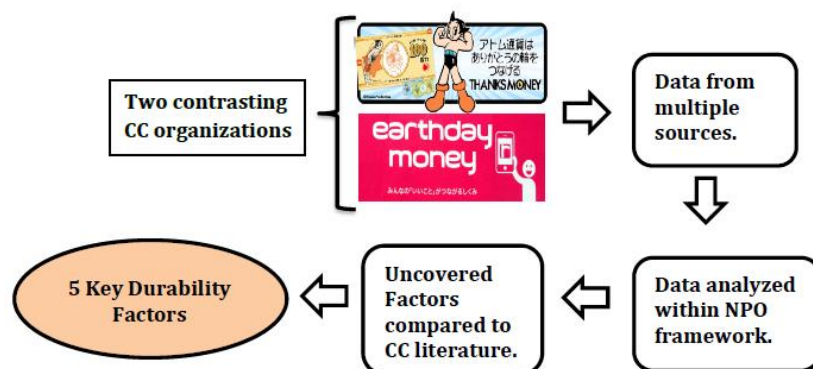 Two contrasting
CC organizations
100
アトム通貨は
ありがとうの輪を
つなげる
THANKS MONEY
earthday
money
みんなの「いいこと」がつながるしくみ
Data from
multiple
sources.
Data analyzed
within NPO
framework.
Uncovered
Factors
compared to
CC literature.
5 Key Durability
Factors